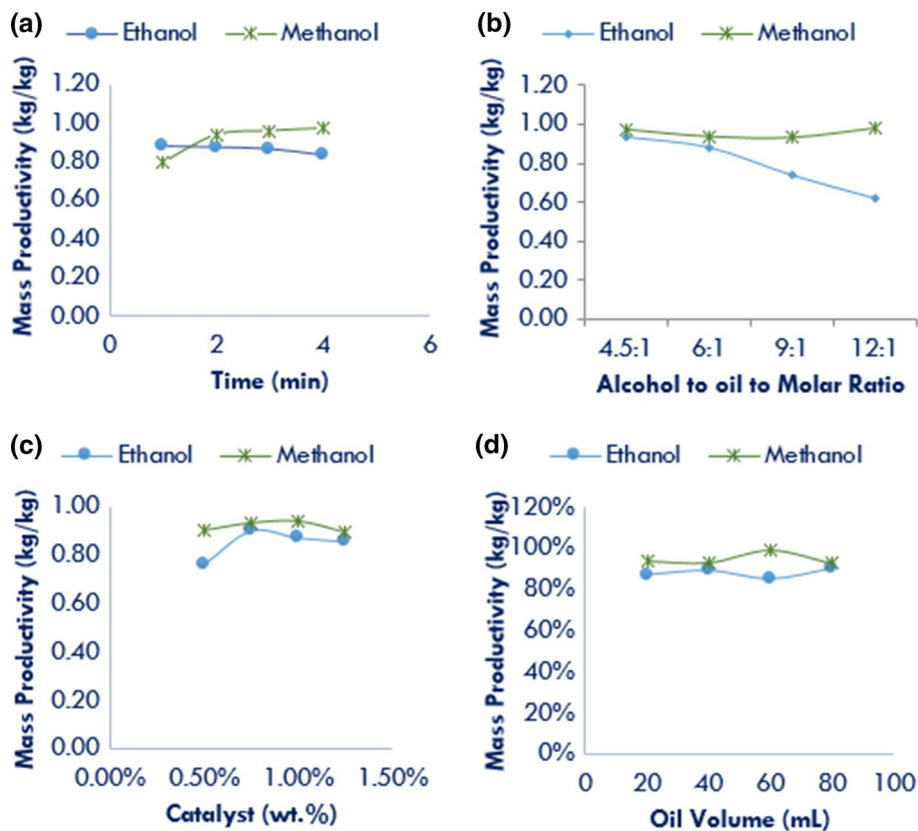 (a)
Ethanol Methanol
Mass Productivity (kg/kg)
1.20
1.00
0.80
0.60
0.40
0.20
0.00
0 2 4 6
Time (min)
(b)
Ethanol Methanol
Mass Productivity (kg/kg)
1.20
1.00
0.80
0.60
0.40
0.20
0.00
4.5:1 6:1 9:1 12:1
Alcohol to oil to Molar Ratio
(c)
Ethanol Methanol
Mass Productivity (kg/kg)
1.00
0.80
0.60
0.40
0.20
0.00
0.00% 0.50% 1.00% 1.50%
Catalyst (wt.%)
(d)
Ethanol Methanol
Mass Productivity (kg/kg)
120%
100%
80%
60%
40%
20%
0%
0 20 40 60 80 100
Oil Volume (mL)